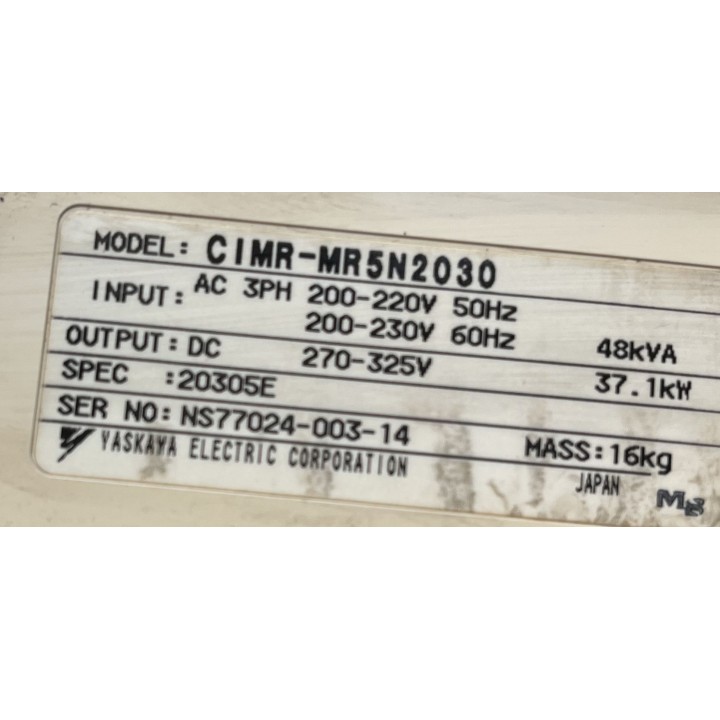 MODEL: CIMR-MR5N2030
INPUT: AC 3PH 200-220V 50Hz
200-230V 60Hz 48kVA
OUTPUT: DC 270-325V 37.1kW
SPEC :20305E
SER NO: NS77024-003-14 MASS:16kg
YASKAWA ELECTRIC CORPORATION JAPAN